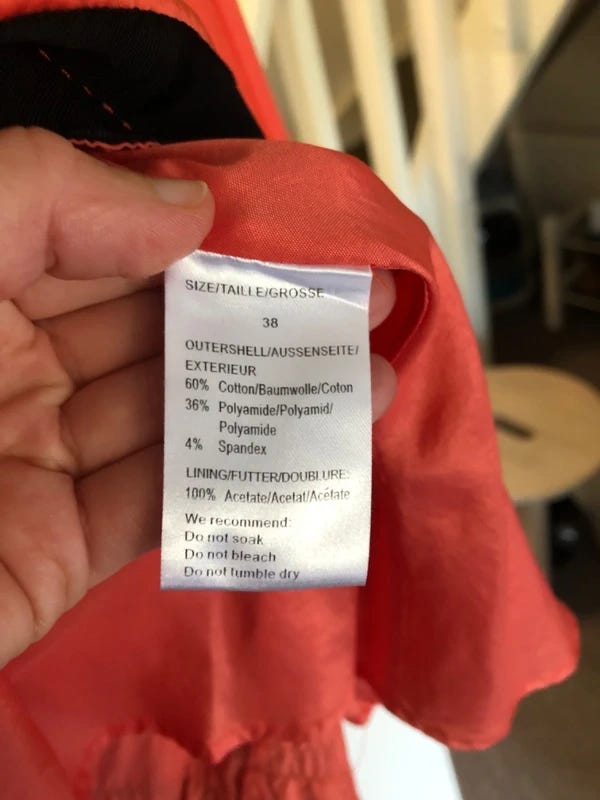 SIZE/TAILLE/GROSSE
38
OUTERSHELL/AUSSENSEITE/
EXTERIEUR
60% Cotton/Baumwolle/Coton
36% Polyamide/Polyamid/
Polyamide
4% Spandex
LINING/FUTTER/DOUBLURE:
100% Acetate/Acetat/Acétate
We recommend:
Do not soak
Do not bleach
Do not tumble dry